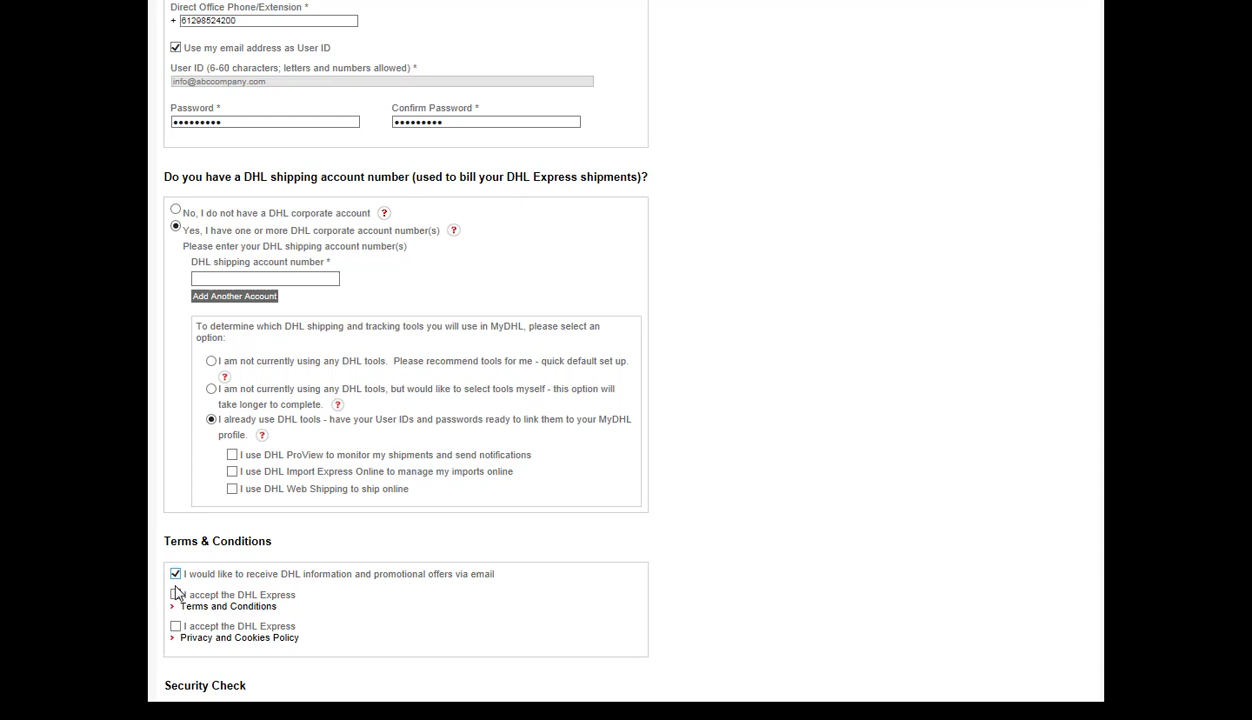 Direct Office Phone/Extension *
+ 61298524200
Use my email address as User ID
User ID (6-60 characters; letters and numbers allowed) *
info@abccompany.com
Password * Confirm Password *
●●●●●●●●● ●●●●●●●●●
Do you have a DHL shipping account number (used to bill your DHL Express shipments)?
No, I do not have a DHL corporate account ?
Yes, I have one or more DHL corporate account number(s) ?
Please enter your DHL shipping account number(s)
DHL shipping account number *
Add Another Account
To determine which DHL shipping and tracking tools you will use in MyDHL, please select an
option:
I am not currently using any DHL tools. Please recommend tools for me - quick default set up.
?
I am not currently using any DHL tools, but would like to select tools myself - this option will
take longer to complete. ?
I already use DHL tools - have your User IDs and passwords ready to link them to your MyDHL
profile. ?
I use DHL ProView to monitor my shipments and send notifications
I use DHL Import Express Online to manage my imports online
I use DHL Web Shipping to ship online
Terms & Conditions
I would like to receive DHL information and promotional offers via email
I accept the DHL Express
> Terms and Conditions
I accept the DHL Express
> Privacy and Cookies Policy
Security Check